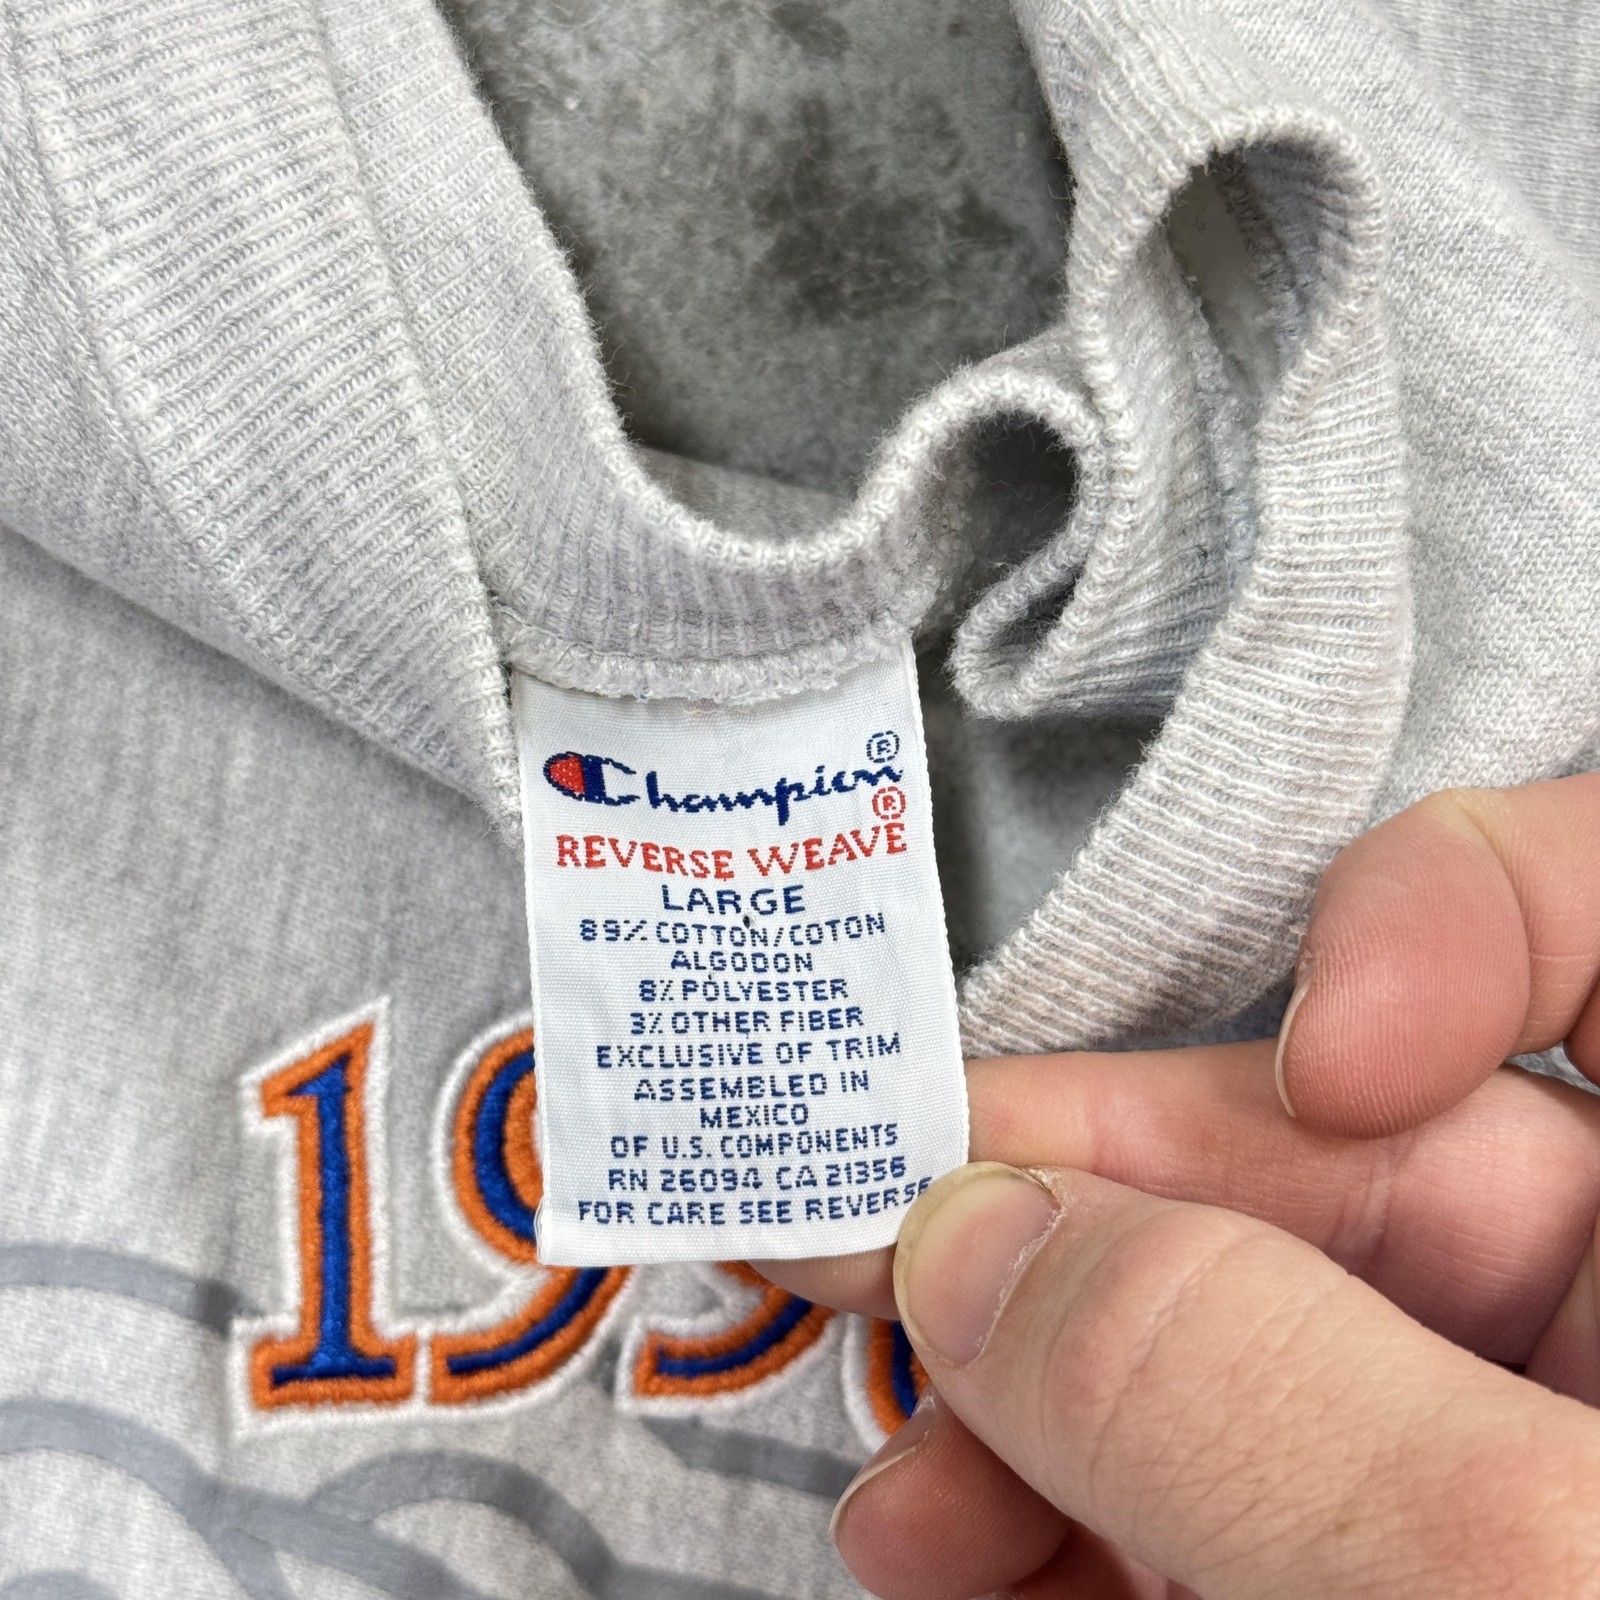 Champion®
REVERSE WEAVE®
LARGE
89% COTTON/COTON
ALGODON
8% POLYESTER
3% OTHER FIBER
EXCLUSIVE OF TRIM
ASSEMBLED IN
MEXICO
OF U.S. COMPONENTS
RN 26094 CA 21356
FOR CARE SEE REVERSE